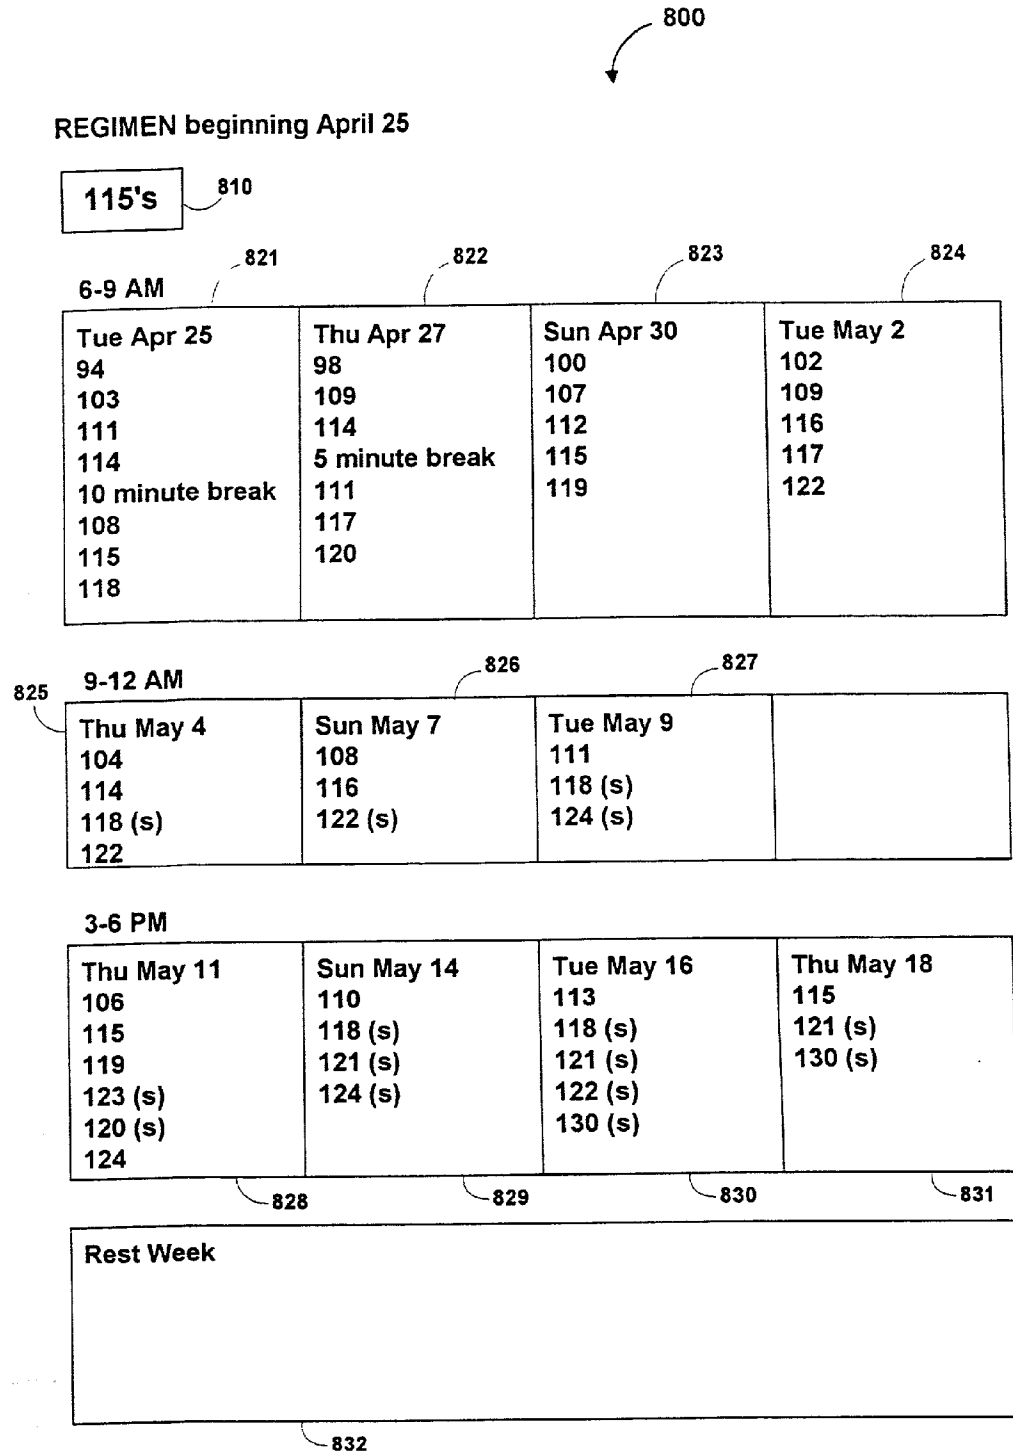 800
REGIMEN beginning April 25
115's
810
821
822
823
824
6-9 AM
Tue Apr 25
94
103
111
114
10 minute break
108
115
118
Thu Apr 27
98
109
114
5 minute break
111
117
120
Sun Apr 30
100
107
112
115
119
Tue May 2
102
109
116
117
122
9-12 AM
825
826
827
Thu May 4
104
114
118 (s)
122
Sun May 7
108
116
122 (s)
Tue May 9
111
118 (s)
124 (s)
3-6 PM
Thu May 11
106
115
119
123 (s)
120 (s)
124
Sun May 14
110
118 (s)
121 (s)
124 (s)
Tue May 16
113
118 (s)
121 (s)
122 (s)
130 (s)
Thu May 18
115
121 (s)
130 (s)
828
829
830
831
Rest Week
832